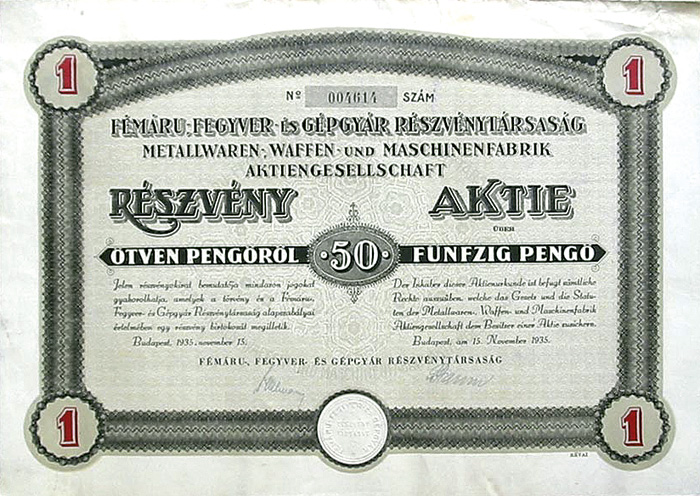 1 1
Nº 004614 SZÁM
FÉMÁRU-, FEGYVER- ÉS GÉPGYÁR RÉSZVÉNYTÁRSASÁG
METALLWAREN-, WAFFEN- UND MASCHINENFABRIK
AKTIENGESELLSCHAFT
RÉSZVÉNY AKTIE
ÜBER
ÖTVEN PENGŐRŐL 50 FÜNFZIG PENGŐ
Jelen részvényokirat bemutatója mindazon jogokat
gyakorolhatja, amelyek a törvény és a Fémáru,
Fegyver- és Gépgyár Részvénytársaság alapszabályai
értelmében egy részvény birtokosát megilletik.
Budapest, 1935. november 15.
Der Inhaber dieser Aktienurkunde ist befugt sämtliche
Rechte auszuüben, welche das Gesetz und die Statu-
ten der Metallwaren-, Waffen- und Maschinenfabrik
Aktiengesellschaft dem Besitzer einer Aktie zusichern.
Budapest, am 15. November 1935.
FÉMÁRU-, FEGYVER- ÉS GÉPGYÁR RÉSZVÉNYTÁRSASÁG
1 1
RÉVAI